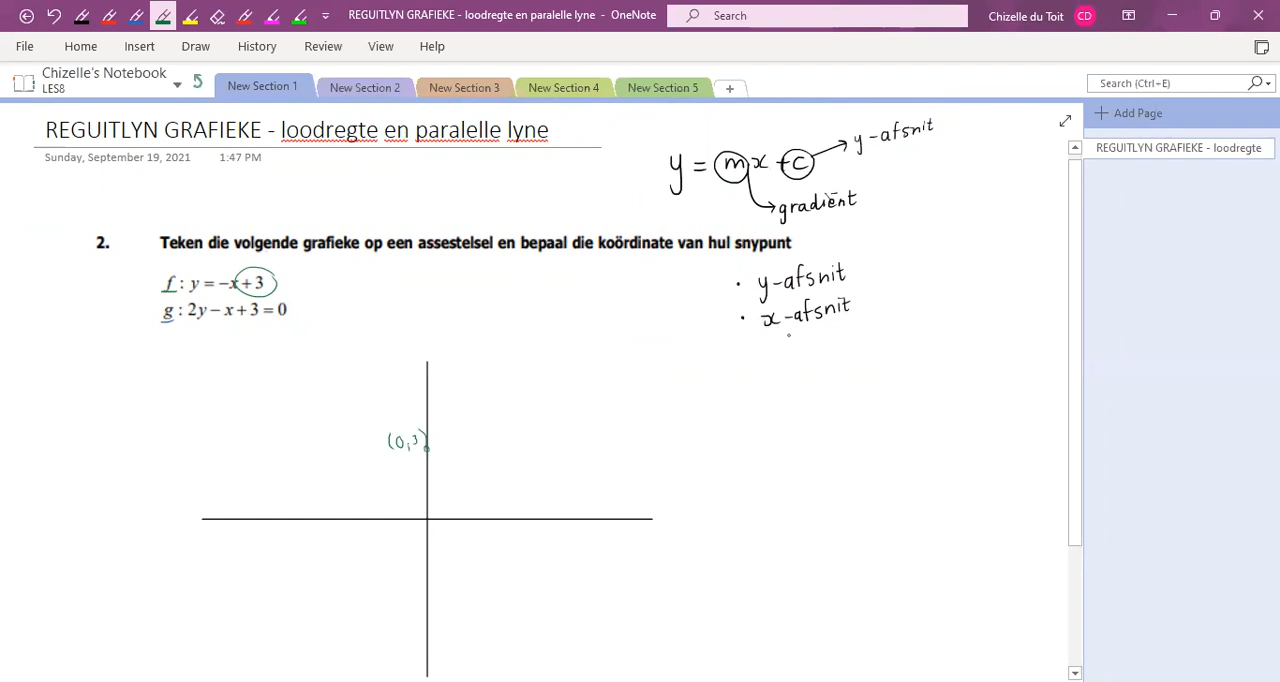 REGUITLYN GRAFIEKE - loodregte en paralelle lyne - OneNote
Search
Chizelle du Toit
CD
File Home Insert Draw History Review View Help
Chizelle's Notebook
LES8
New Section 1
New Section 2
New Section 3
New Section 4
New Section 5
+
Search (Ctrl+E)
Add Page
REGUITLYN GRAFIEKE - loodregte
REGUITLYN GRAFIEKE - loodregte en paralelle lyne
Sunday, September 19, 2021 1:47 PM
y = mx + c
y-afsnit
gradiënt
2. Teken die volgende grafieke op een assestelsel en bepaal die koördinate van hul snypunt
f : y = −x + 3
g : 2y − x + 3 = 0
· y-afsnit
· x-afsnit
(0,3)